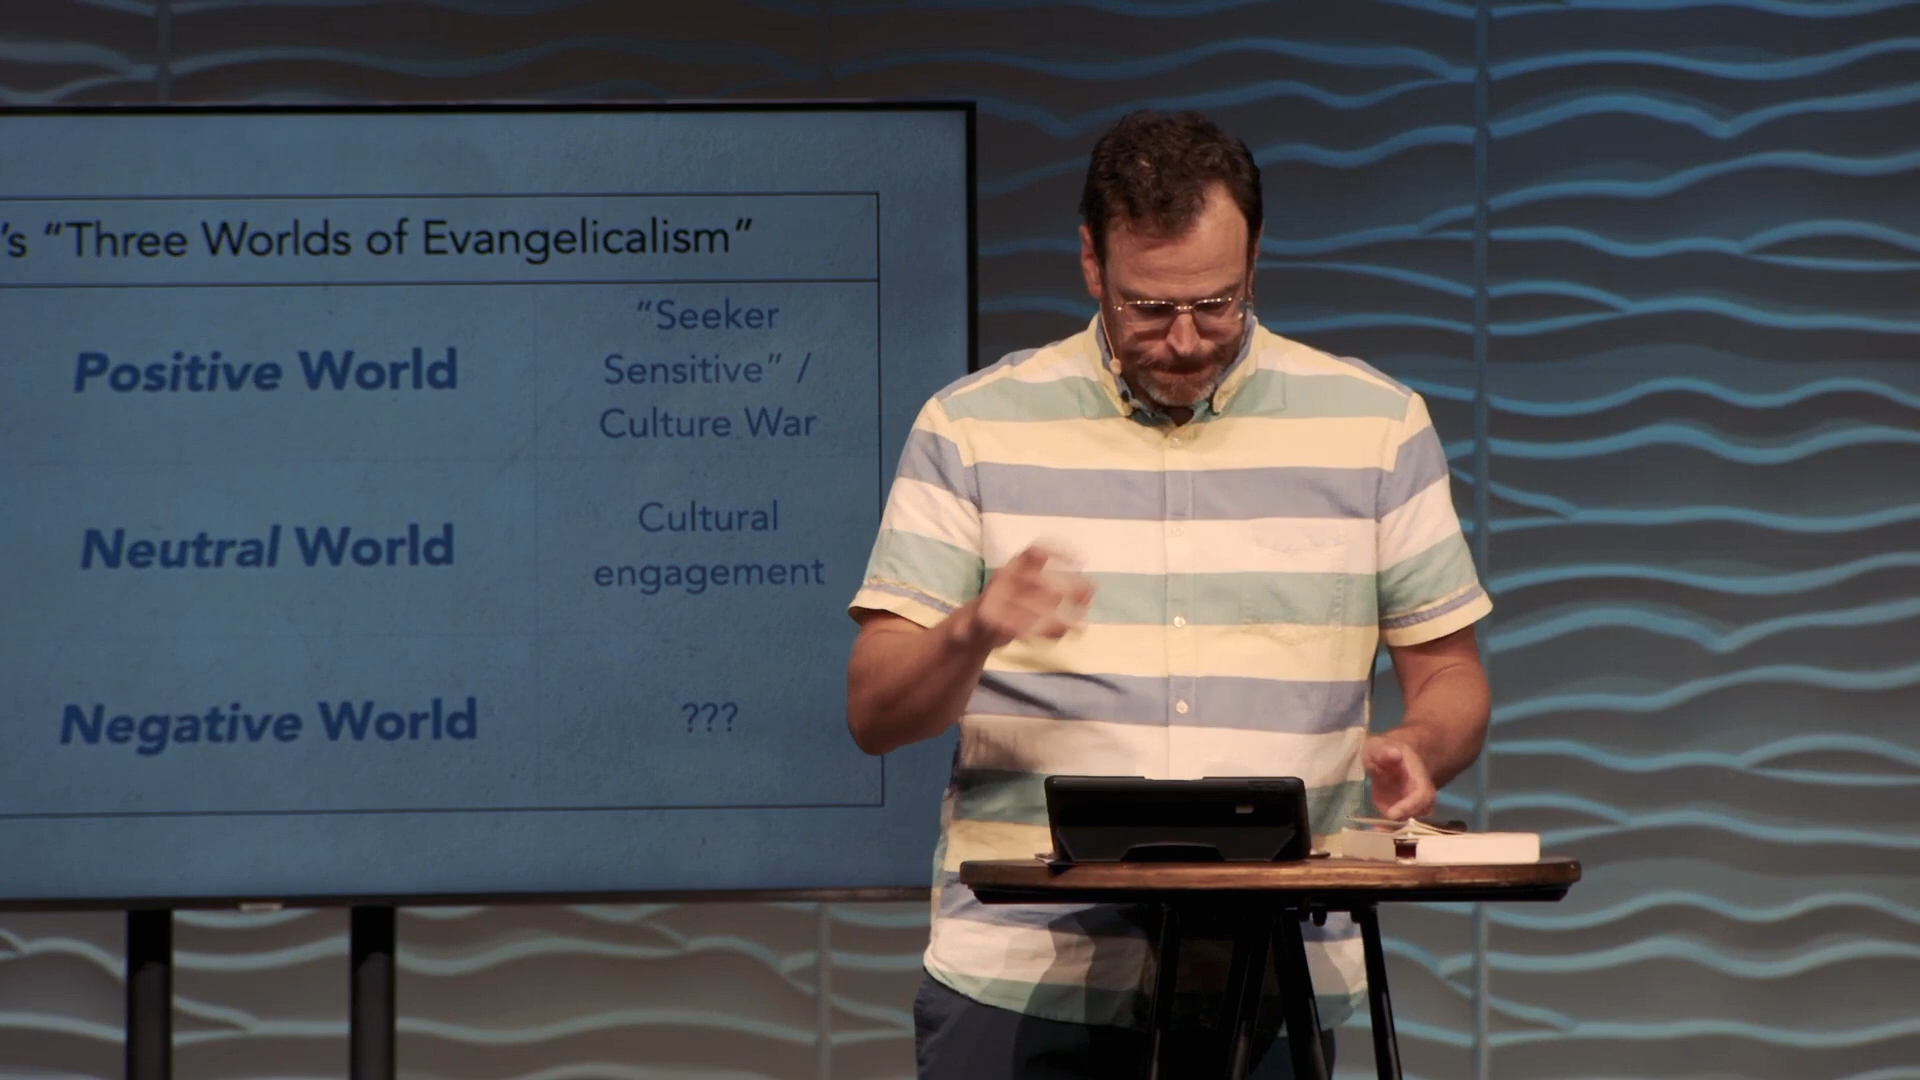 's “Three Worlds of Evangelicalism”
Positive World
“Seeker
Sensitive” /
Culture War
Neutral World
Cultural
engagement
Negative World
???